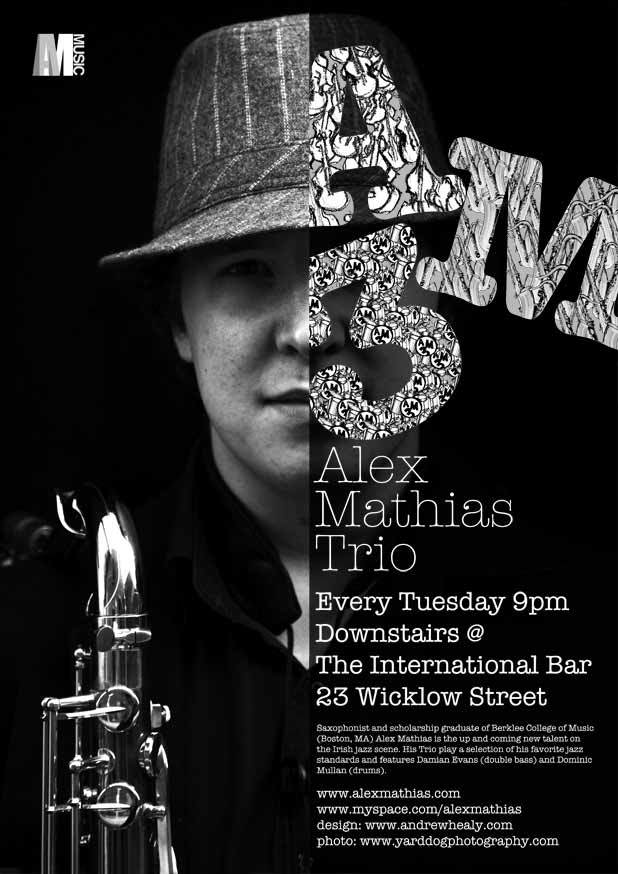 AM
MUSIC
AM
3
Alex
Mathias
Trio
Every Tuesday 9pm
Downstairs @
The International Bar
23 Wicklow Street
Saxophonist and scholarship graduate of Berklee College of Music
(Boston, MA) Alex Mathias is the up and coming new talent on
the Irish jazz scene. His Trio play a selection of his favorite jazz
standards and features Damian Evans (double bass) and Dominic
Mullan (drums).
www.alexmathias.com
www.myspace.com/alexmathias
design: www.andrewhealy.com
photo: www.yarddogphotography.com